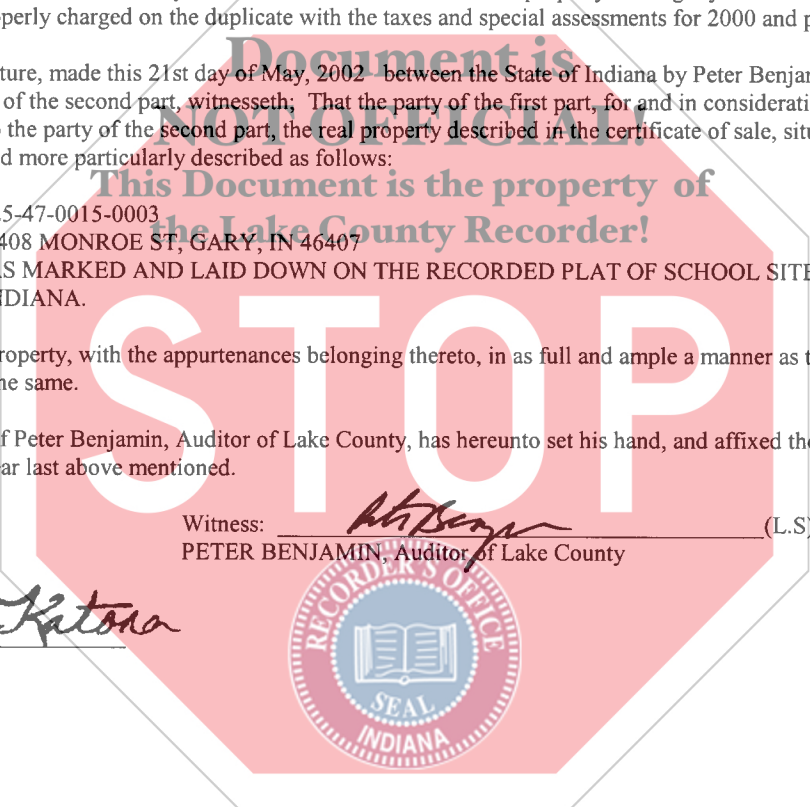 perly charged on the duplicate with the taxes and special assessments for 2000 and p
Document is
ture, made this 21st day of May, 2002 between the State of Indiana by Peter Benjam
of the second part, witnesseth; That the party of the first part, for and in considerati
NOT OFFICIAL!
the party of the second part, the real property described in the certificate of sale, situ
d more particularly described as follows:
This Document is the property of
5-47-0015-0003
the Lake County Recorder!
408 MONROE ST, GARY, IN 46407
AS MARKED AND LAID DOWN ON THE RECORDED PLAT OF SCHOOL SITE
NDIANA.
STOP
roperty, with the appurtenances belonging thereto, in as full and ample a manner as t
ne same.
f Peter Benjamin, Auditor of Lake County, has hereunto set his hand, and affixed the
ar last above mentioned.
Witness: (L.S)
PETER BENJAMIN, Auditor of Lake County
Katona
RECORDER'S OFFICE
SEAL
INDIANA